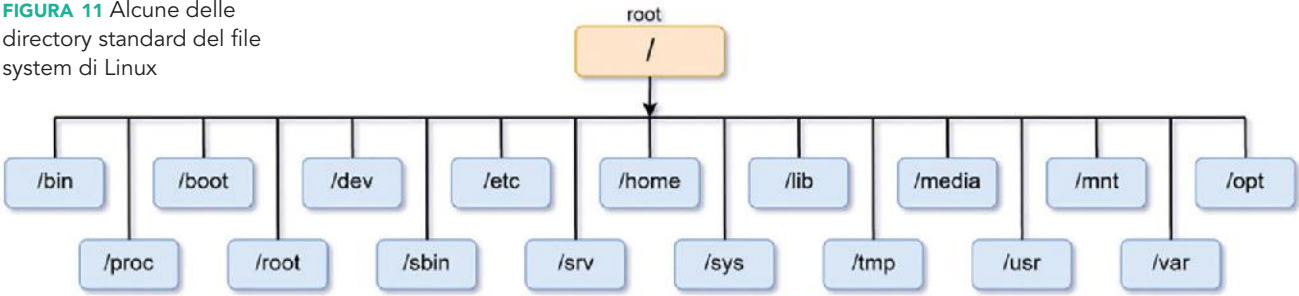 FIGURA 11 Alcune delle
directory standard del file
system di Linux
root
/
/bin /boot /dev /etc /home /lib /media /mnt /opt
/proc /root /sbin /srv /sys /tmp /usr /var